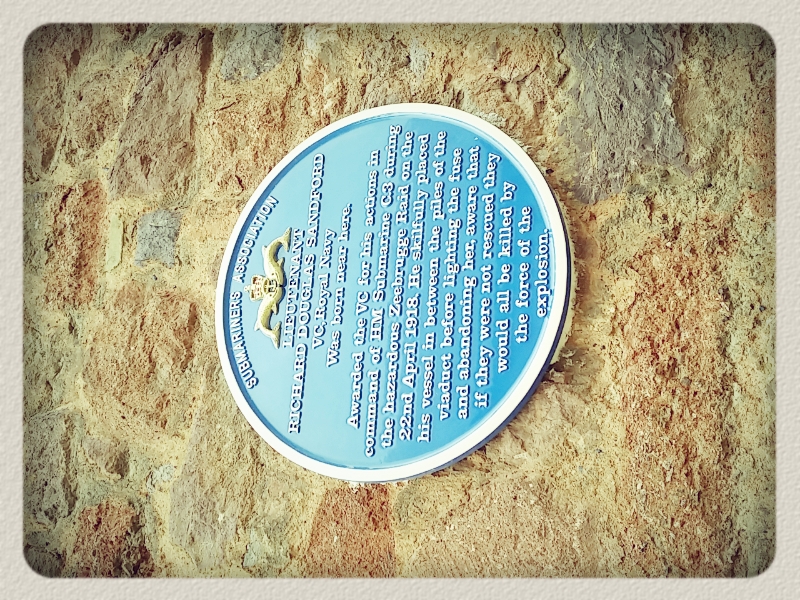 SUBMARINERS ASSOCIATION
LIEUTENANT
RICHARD DOUGLAS SANDFORD
VC.Royal Navy
Was born near here.
Awarded the VC for his actions in
command of HM Submarine C-3 during
the hazardous Zeebrugge Raid on the
22nd April 1918. He skilfully placed
his vessel in between the piles of the
viaduct before lighting the fuse
and abandoning her, aware that
if they were not rescued they
would all be killed by
the force of the
explosion.